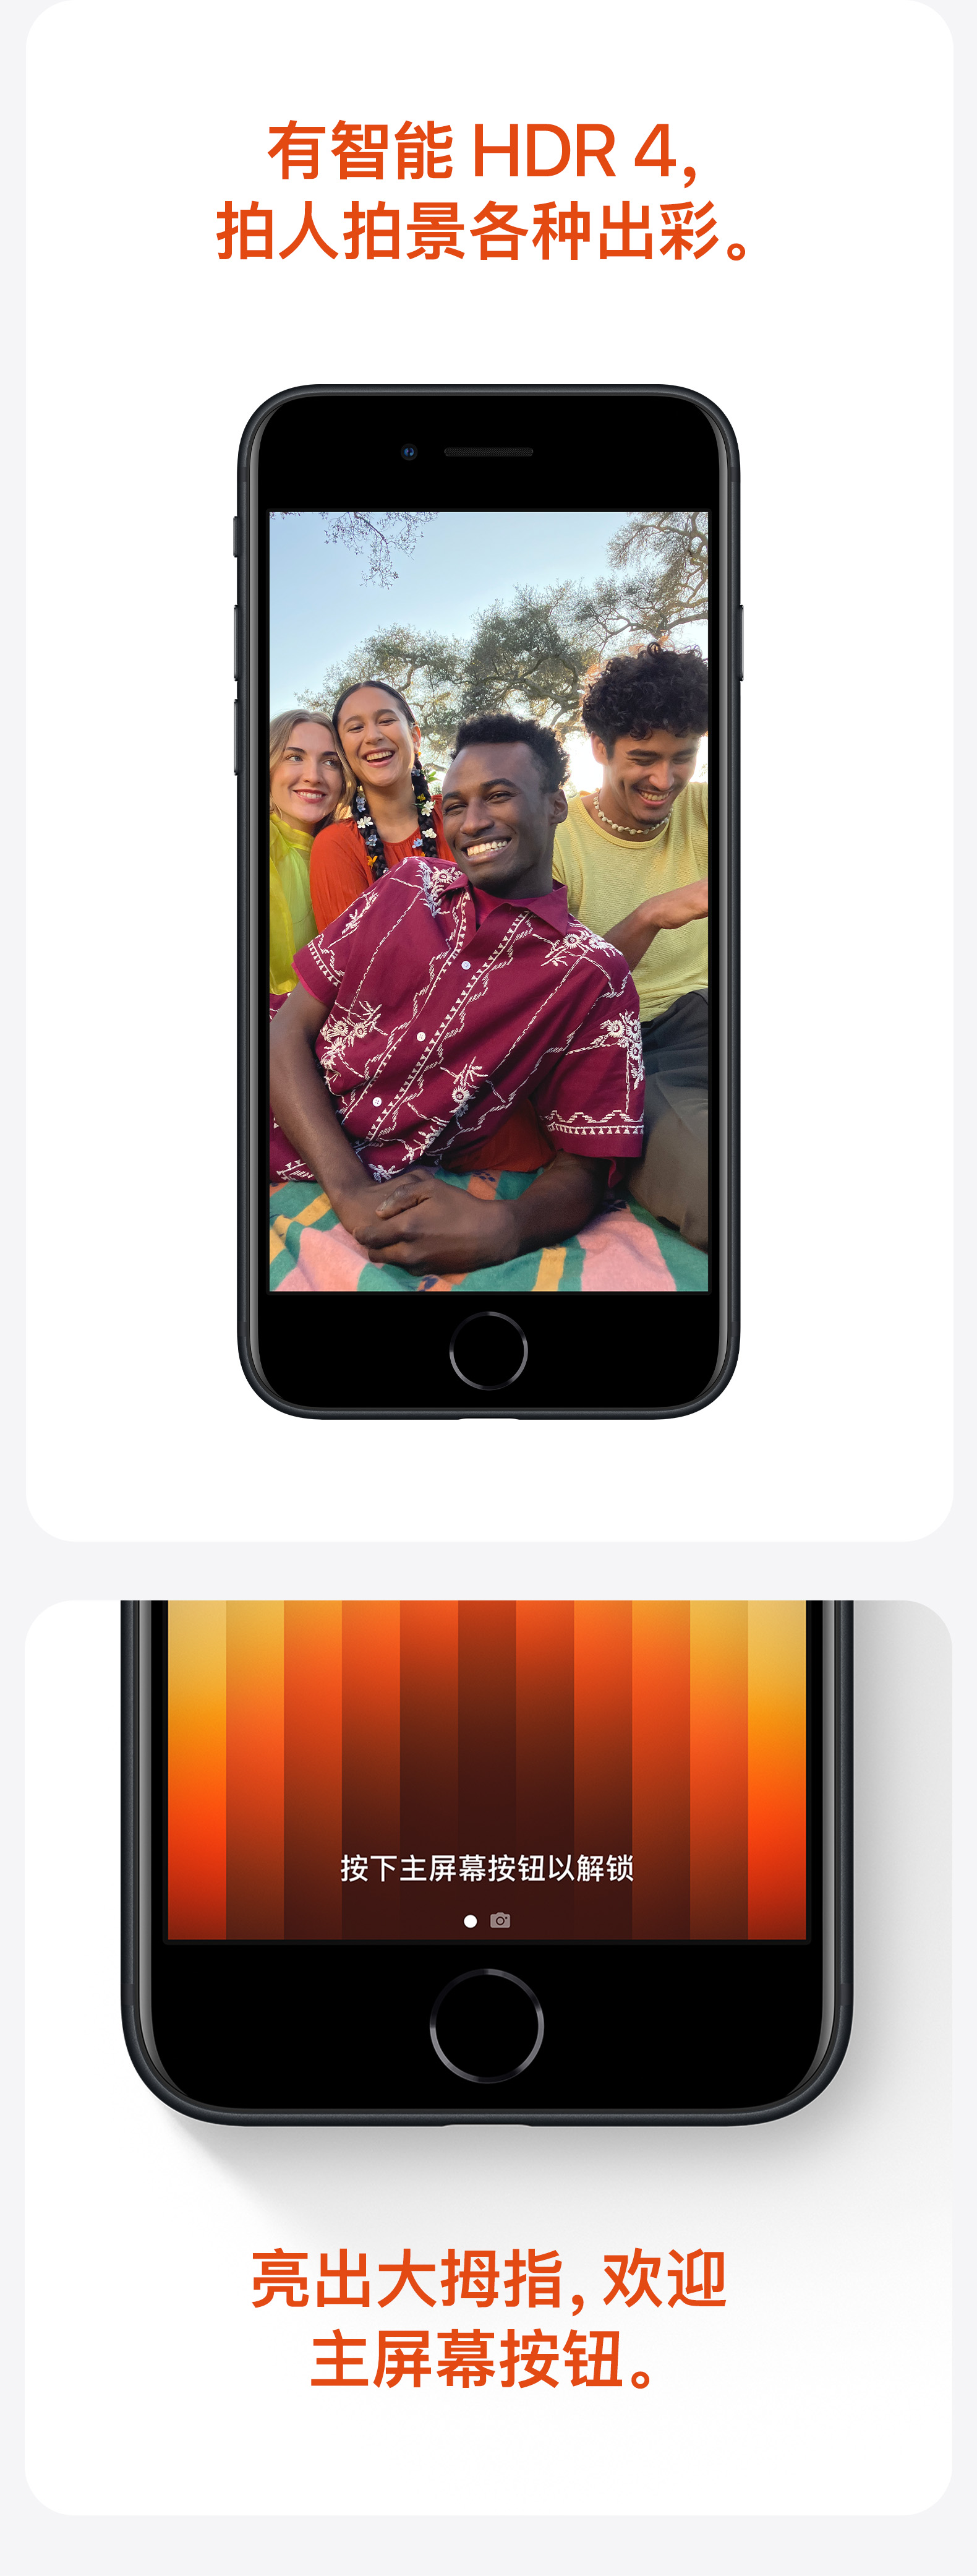 有智能 HDR 4，
拍人拍景各种出彩。
按下主屏幕按钮以解锁
亮出大拇指，欢迎
主屏幕按钮。